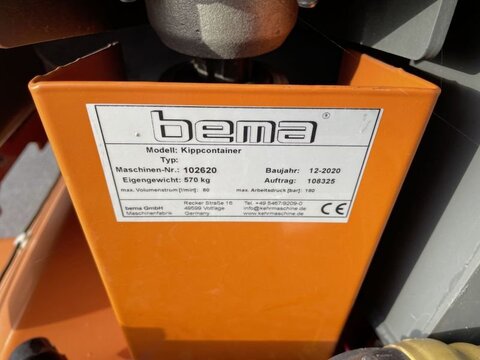 bema®
Modell: Kippcontainer
Typ:
Maschinen-Nr.: 102620 Baujahr: 12-2020
Eigengewicht: 570 kg Auftrag: 108325
max. Volumenstrum [l/min]: 60 max. Arbeitsdruck [bar]: 180
bema GmbH Recker Straße 16 Tel. +49 5467/9209-0
Maschinenfabrik 49599 Voltlage info@kehrmaschine.de
Germany www.kehrmaschine.de CE